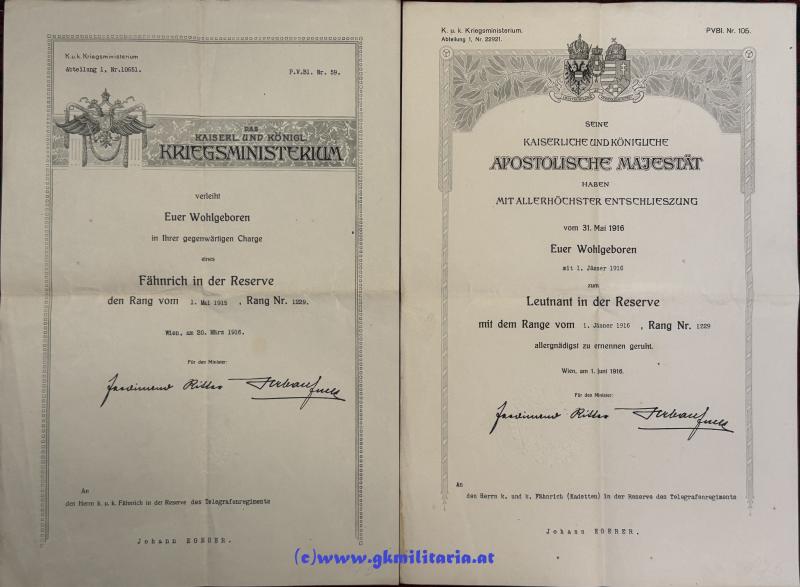 K. u. k. Kriegsministerium
Abteilung 1, Nr.10651.
P.V.Bl. Nr. 59.
DAS
KAISERL. UND KÖNIGL.
KRIEGSMINISTERIUM
verleiht
Euer Wohlgeboren
in Ihrer gegenwärtigen Charge
eines
Fähnrich in der Reserve
den Rang vom 1. Mai 1915 , Rang Nr. 1229.
Wien, am 20. März 1916.
Für den Minister:
Ferdinand Ritter
An
den Herrn k. u. k. Fähnrich in der Reserve des Telegrafenregiments
Johann
K. u. k. Kriegsministerium.
Abteilung 1, Nr. 22921.
PVBl. Nr. 105.
SEINE
KAISERLICHE UND KÖNIGLICHE
APOSTOLISCHE MAJESTÄT
HABEN
MIT ALLERHÖCHSTER ENTSCHLIESZUNG
vom 31. Mai 1916
Euer Wohlgeboren
mit 1. Jänner 1916
zum
Leutnant in der Reserve
mit dem Range vom 1. Jänner 1916 , Rang Nr. 1229
allergnädigst zu ernennen geruht.
Wien, am 1. Juni 1916.
Für den Minister:
Ferdinand Ritter
An
den Herrn k. und k. Fähnrich (Kadetten) in der Reserve des Telegrafenregiments
Johann
(c)www.gkmilitaria.at